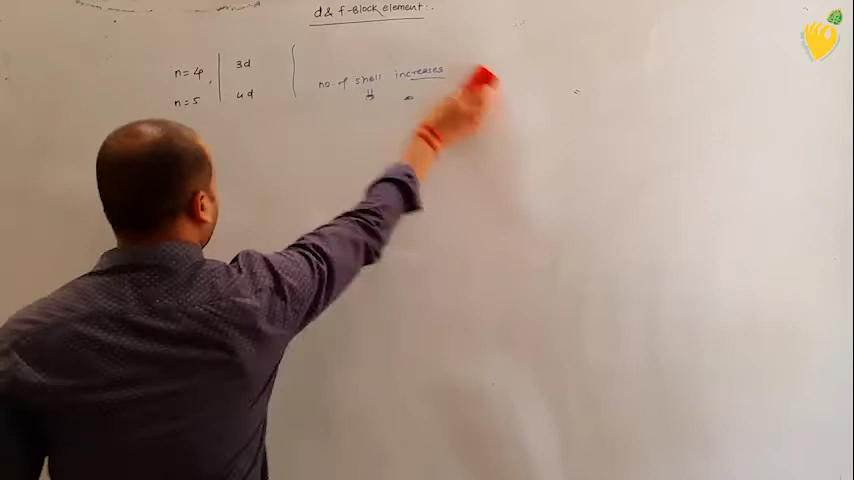 d & f-Block element:-
n=4, 3d
no. of shell increases
n=5 4d